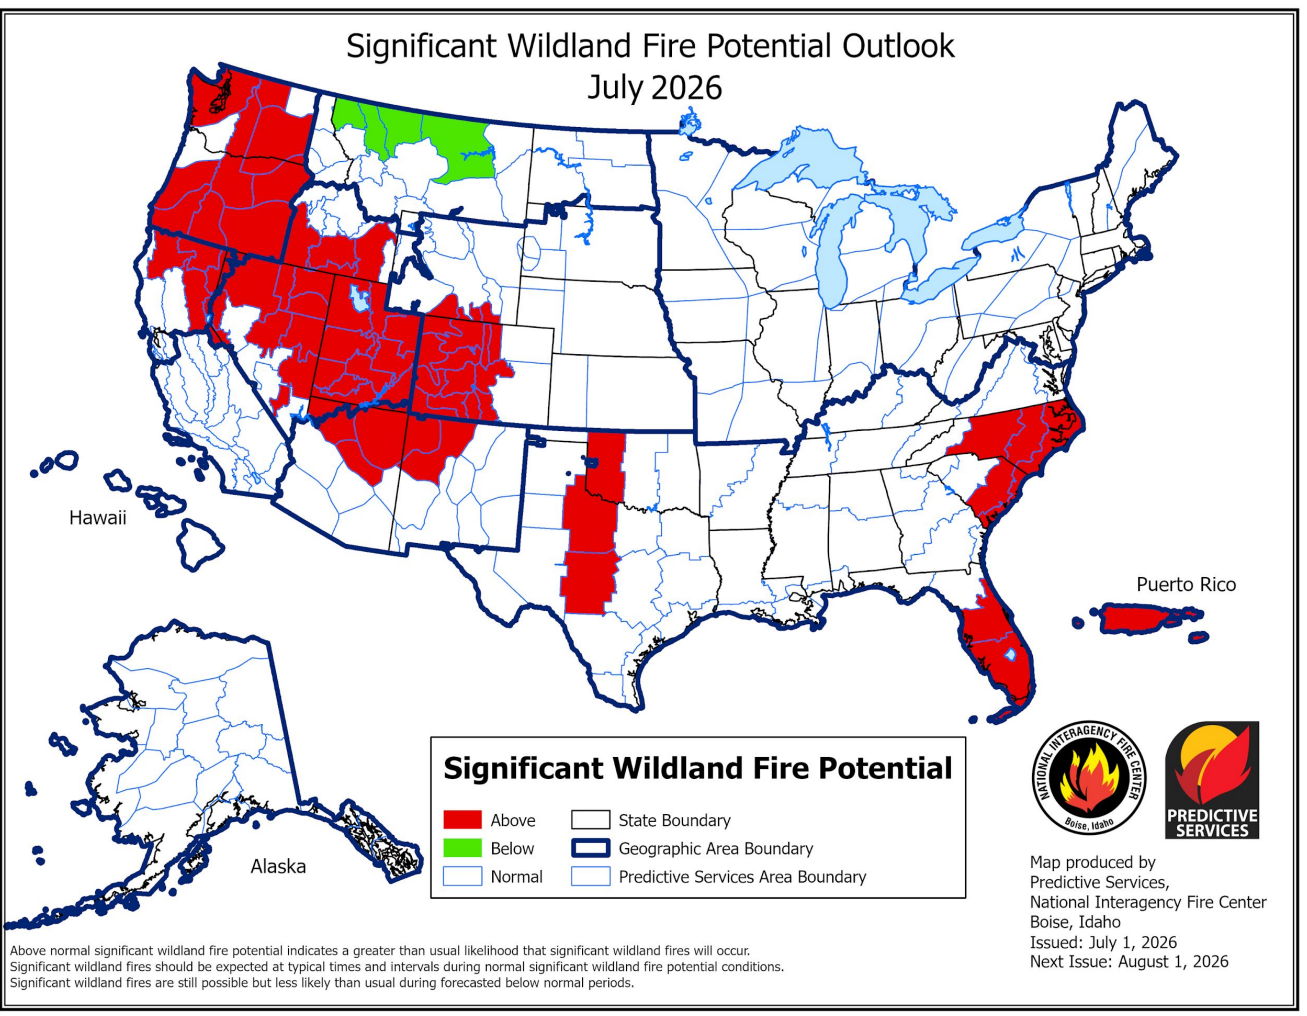 Significant Wildland Fire Potential Outlook
July 2026
Hawaii
Puerto Rico
Alaska
Significant Wildland Fire Potential
Above
Below
Normal
State Boundary
Geographic Area Boundary
Predictive Services Area Boundary
NATIONAL INTERAGENCY FIRE CENTER
Boise, Idaho
PREDICTIVE
SERVICES
Map produced by
Predictive Services,
National Interagency Fire Center
Boise, Idaho
Issued: July 1, 2026
Next Issue: August 1, 2026
Above normal significant wildland fire potential indicates a greater than usual likelihood that significant wildland fires will occur.
Significant wildland fires should be expected at typical times and intervals during normal significant wildland fire potential conditions.
Significant wildland fires are still possible but less likely than usual during forecasted below normal periods.